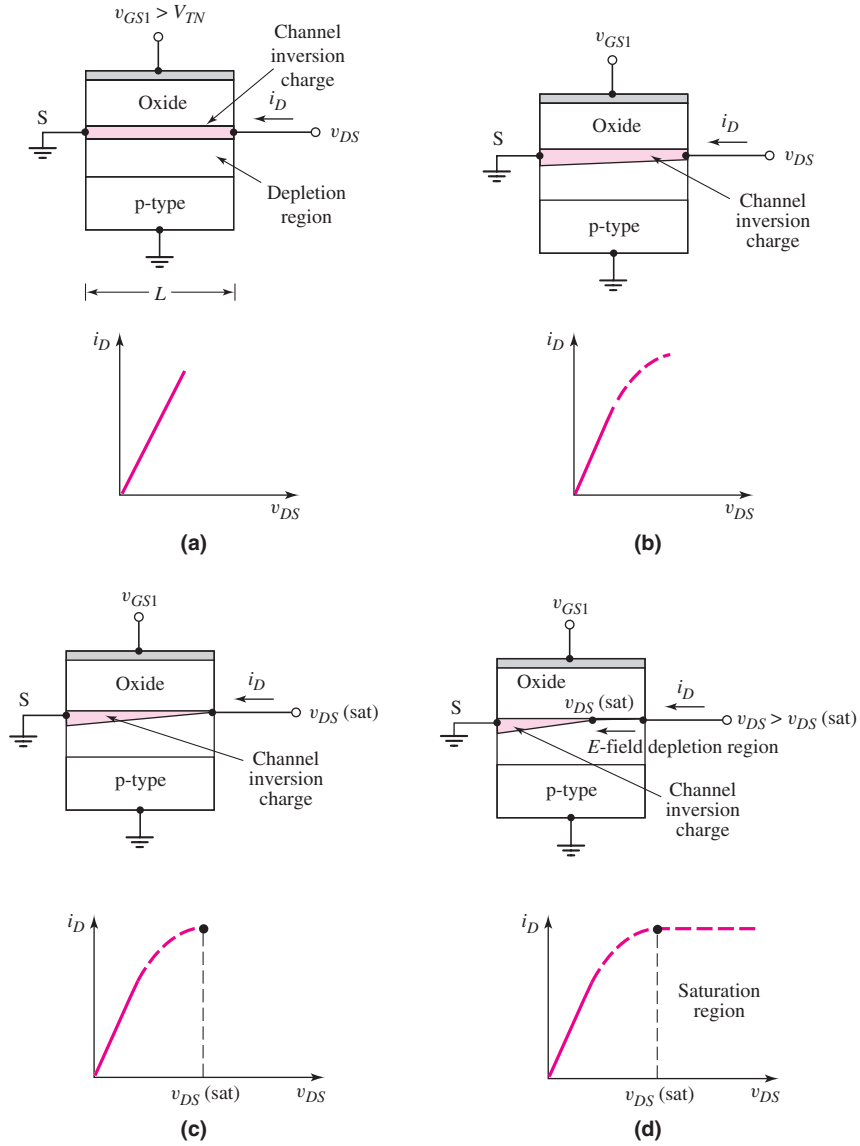 v_GS1 > V_TN
Channel
inversion
charge
Oxide
i_D
S
v_DS
Depletion
region
p-type
L
i_D
v_DS
(a)
v_GS1
Oxide
i_D
S
v_DS
p-type
Channel
inversion
charge
i_D
v_DS
(b)
v_GS1
Oxide
i_D
S
v_DS (sat)
Channel
inversion
charge
p-type
i_D
v_DS (sat)
v_DS
(c)
v_GS1
Oxide
v_DS (sat)
i_D
S
v_DS > v_DS (sat)
E-field depletion region
p-type
Channel
inversion
charge
i_D
Saturation
region
v_DS (sat)
v_DS
(d)